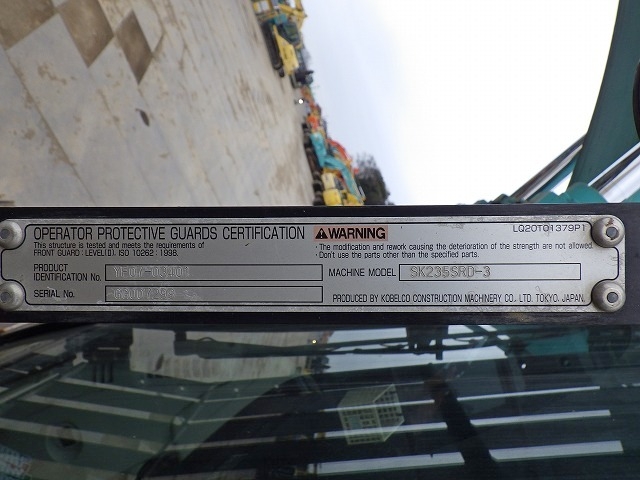 OPERATOR PROTECTIVE GUARDS CERTIFICATION
This structure is tested and meets the requirements of
FRONT GUARD : LEVEL(II). ISO 10262 : 1998.
WARNING
LQ20T01379P1
· The modification and rework causing the deterioration of the strength are not allowed.
· Don't use the parts other than the specified parts.
PRODUCT
IDENTIFICATION No.
MACHINE MODEL SK235SRD-3
SERIAL No.
PRODUCED BY KOBELCO CONSTRUCTION MACHINERY CO., LTD. TOKYO, JAPAN.